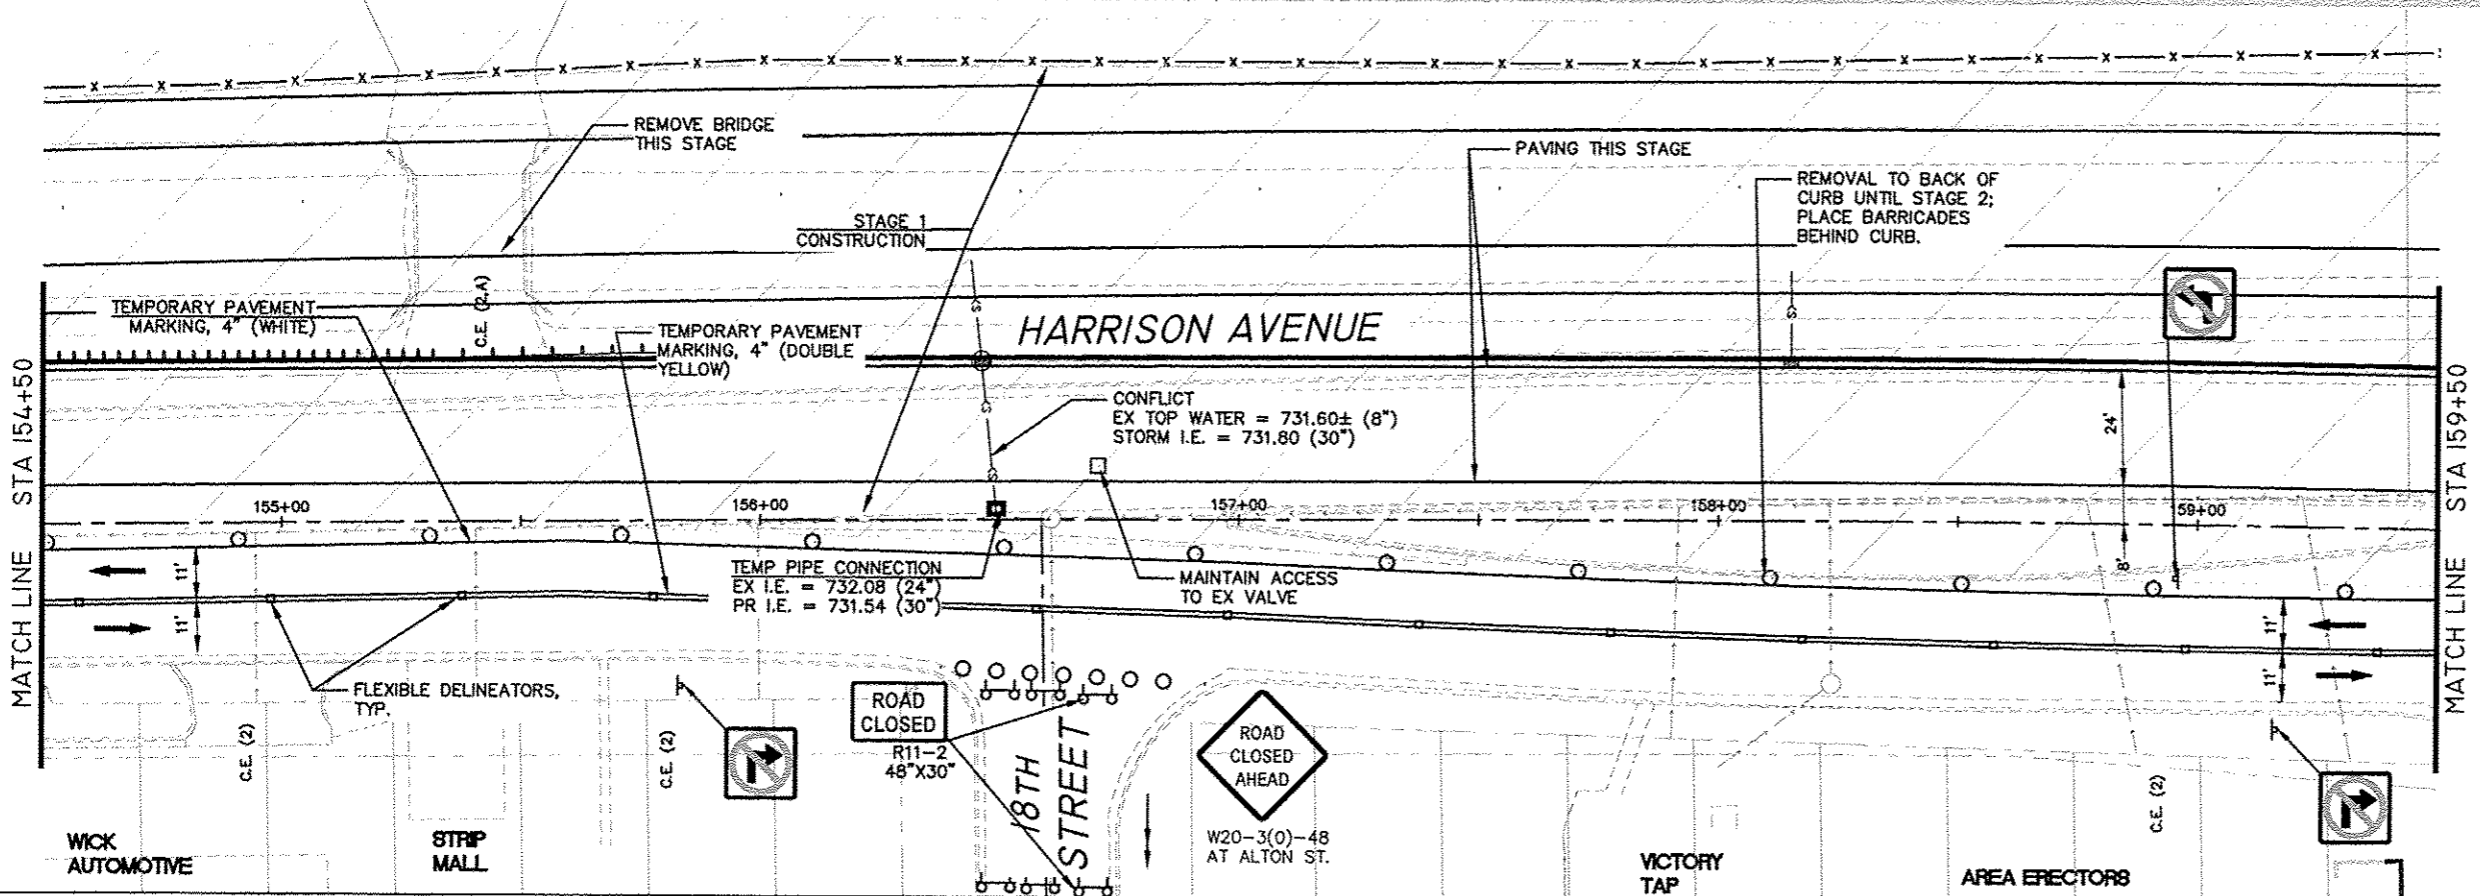 REMOVE BRIDGE
THIS STAGE
PAVING THIS STAGE
REMOVAL TO BACK OF
CURB UNTIL STAGE 2;
PLACE BARRICADES
BEHIND CURB.
STAGE 1
CONSTRUCTION
C.E. (2A)
TEMPORARY PAVEMENT
MARKING, 4" (WHITE)
TEMPORARY PAVEMENT
MARKING, 4" (DOUBLE
YELLOW)
HARRISON AVENUE
MATCH LINE STA 154+50
MATCH LINE STA 159+50
CONFLICT
EX TOP WATER = 731.60± (8")
STORM I.E. = 731.80 (30")
24'
8'
155+00
156+00
157+00
158+00
159+00
TEMP PIPE CONNECTION
EX I.E. = 732.08 (24")
PR I.E. = 731.54 (30")
MAINTAIN ACCESS
TO EX VALVE
11'
11'
11'
11'
FLEXIBLE DELINEATORS,
TYP.
C.E. (2)
C.E. (2)
C.E. (2)
ROAD
CLOSED
R11-2
48"X30"
18TH
STREET
ROAD
CLOSED
AHEAD
W20-3(O)-48
AT ALTON ST.
WICK
AUTOMOTIVE
STRIP
MALL
VICTORY
TAP
AREA ERECTORS